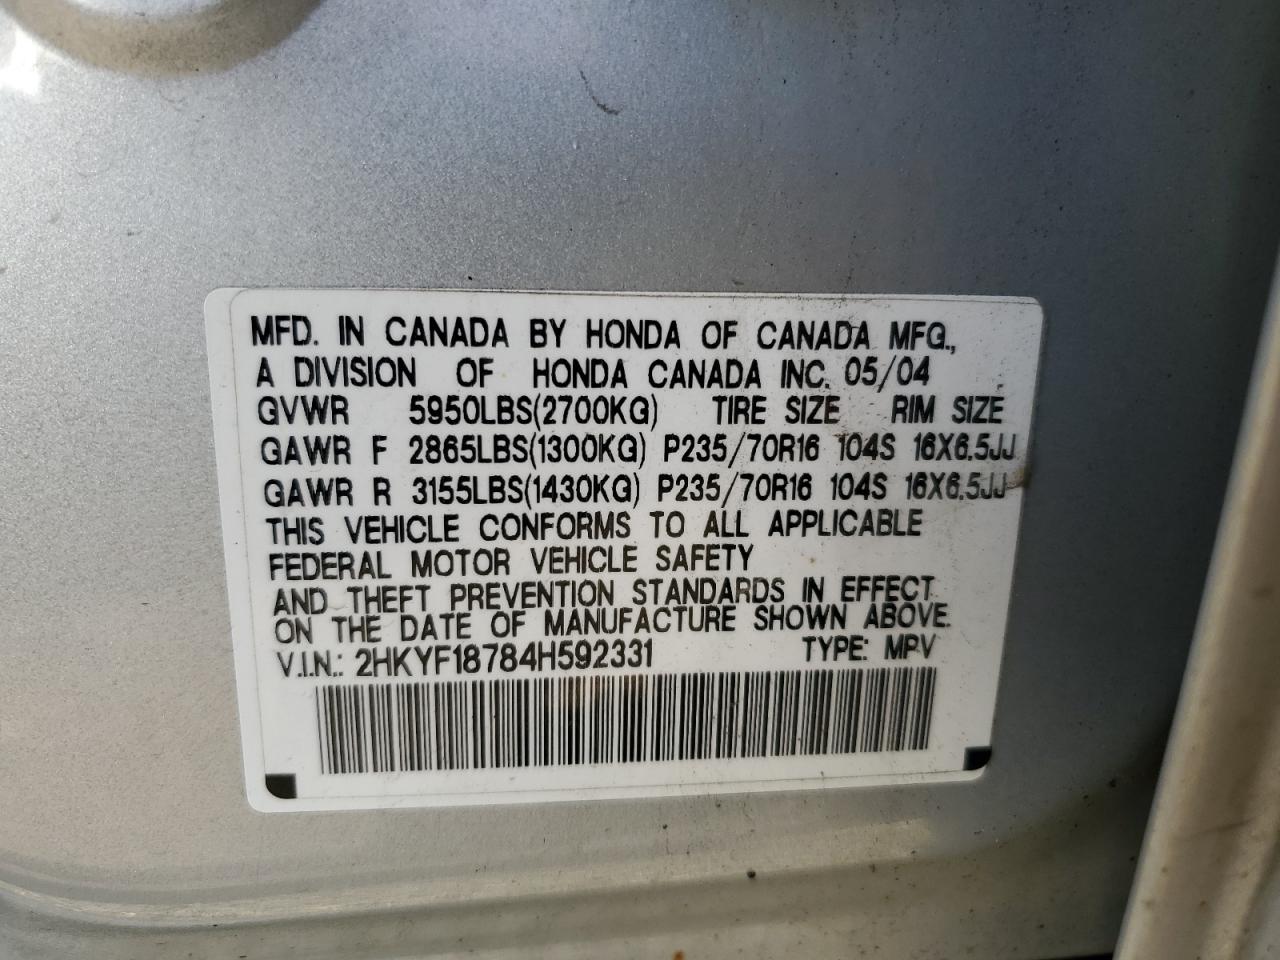 MFD. IN CANADA BY HONDA OF CANADA MFG.,
A DIVISION OF HONDA CANADA INC. 05/04
GVWR 5950LBS(2700KG) TIRE SIZE RIM SIZE
GAWR F 2865LBS(1300KG) P235/70R16 104S 16X6.5JJ
GAWR R 3155LBS(1430KG) P235/70R16 104S 16X6.5JJ
THIS VEHICLE CONFORMS TO ALL APPLICABLE
FEDERAL MOTOR VEHICLE SAFETY
AND THEFT PREVENTION STANDARDS IN EFFECT
ON THE DATE OF MANUFACTURE SHOWN ABOVE.
V.I.N.: 2HKYF18784H592331 TYPE: MPV